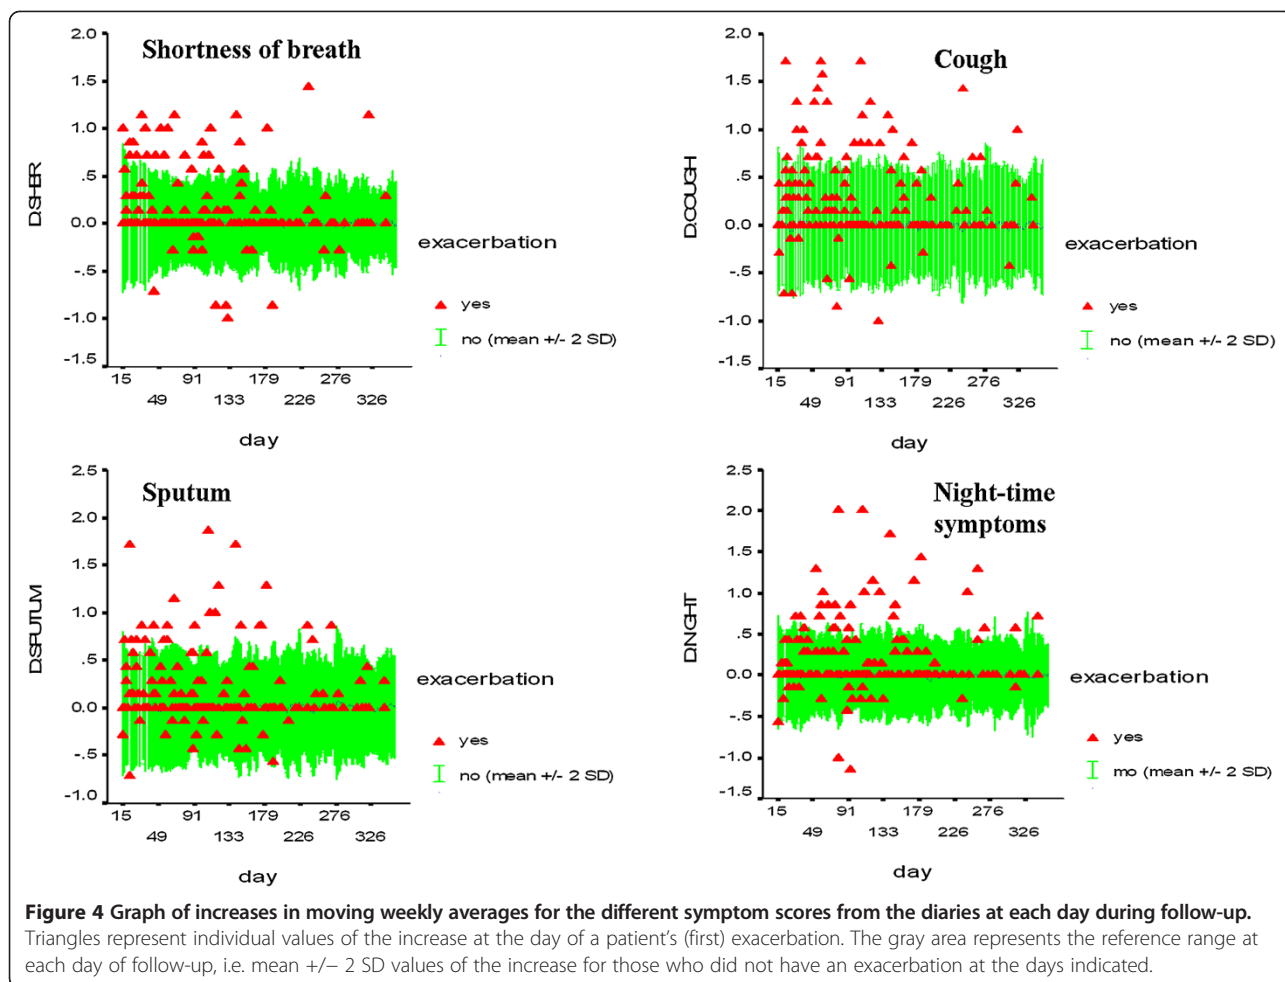 Shortness of breath
2.0
1.5
1.0
.5
0.0
-.5
-1.0
-1.5
D.SHBR
exacerbation
yes
no (mean +/- 2 SD)
15 91 179 276
49 133 226 326
day
Cough
2.0
1.5
1.0
.5
0.0
-.5
-1.0
-1.5
D.COUGH
exacerbation
yes
no (mean +/- 2 SD)
15 91 179 276
49 133 226 326
day
Sputum
2.5
2.0
1.5
1.0
.5
0.0
-.5
-1.0
D.SPUTUM
exacerbation
yes
no (mean +/- 2 SD)
15 91 179 276
49 133 226 326
day
Night-time
symptoms
2.5
2.0
1.5
1.0
.5
0.0
-.5
-1.0
-1.5
D.NIGHT
exacerbation
yes
mo (mean +/- 2 SD)
15 91 179 276
49 133 226 326
day
Figure 4 Graph of increases in moving weekly averages for the different symptom scores from the diaries at each day during follow-up.
Triangles represent individual values of the increase at the day of a patient's (first) exacerbation. The gray area represents the reference range at
each day of follow-up, i.e. mean +/− 2 SD values of the increase for those who did not have an exacerbation at the days indicated.